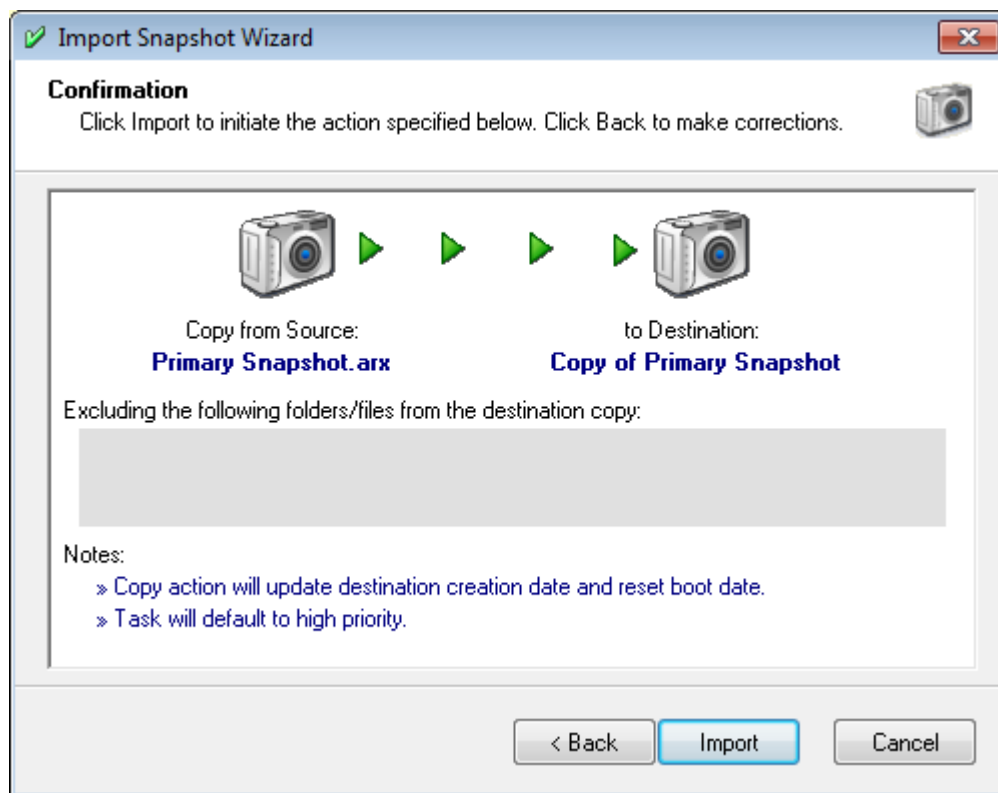 Import Snapshot Wizard
Confirmation
Click Import to initiate the action specified below. Click Back to make corrections.
Copy from Source:
to Destination:
Primary Snapshot.arx
Copy of Primary Snapshot
Excluding the following folders/files from the destination copy:
Notes:
» Copy action will update destination creation date and reset boot date.
» Task will default to high priority.
< Back
Import
Cancel